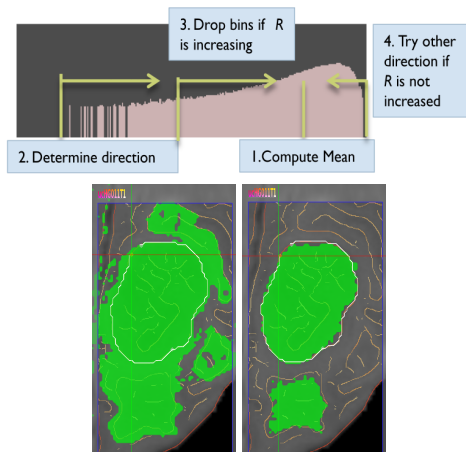 3. Drop bins if R
is increasing
4. Try other
direction if
R is not
increased
2. Determine direction
1.Compute Mean